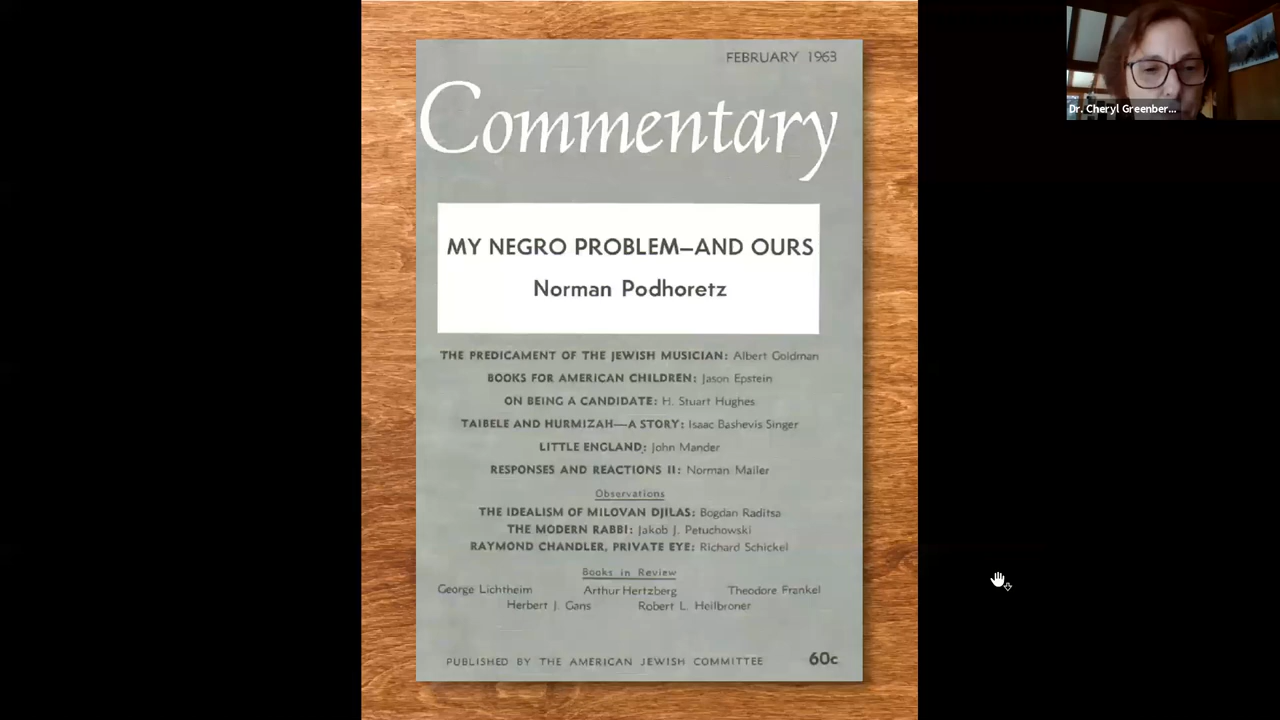 FEBRUARY 1963
Commentary
MY NEGRO PROBLEM—AND OURS
Norman Podhoretz
THE PREDICAMENT OF THE JEWISH MUSICIAN: Albert Goldman
BOOKS FOR AMERICAN CHILDREN: Jason Epstein
ON BEING A CANDIDATE: H. Stuart Hughes
TAIBELE AND HURMIZAH—A STORY: Isaac Bashevis Singer
LITTLE ENGLAND: John Mander
RESPONSES AND REACTIONS II: Norman Mailer
Observations
THE IDEALISM OF MILOVAN DJILAS: Bogdan Raditsa
THE MODERN RABBI: Jakob J. Petuchowski
RAYMOND CHANDLER, PRIVATE EYE: Richard Schickel
Books in Review
George Lichtheim Arthur Hertzberg Theodore Frankel
Herbert J. Gans Robert L. Heilbroner
PUBLISHED BY THE AMERICAN JEWISH COMMITTEE 60c
Dr. Cheryl Greenber...